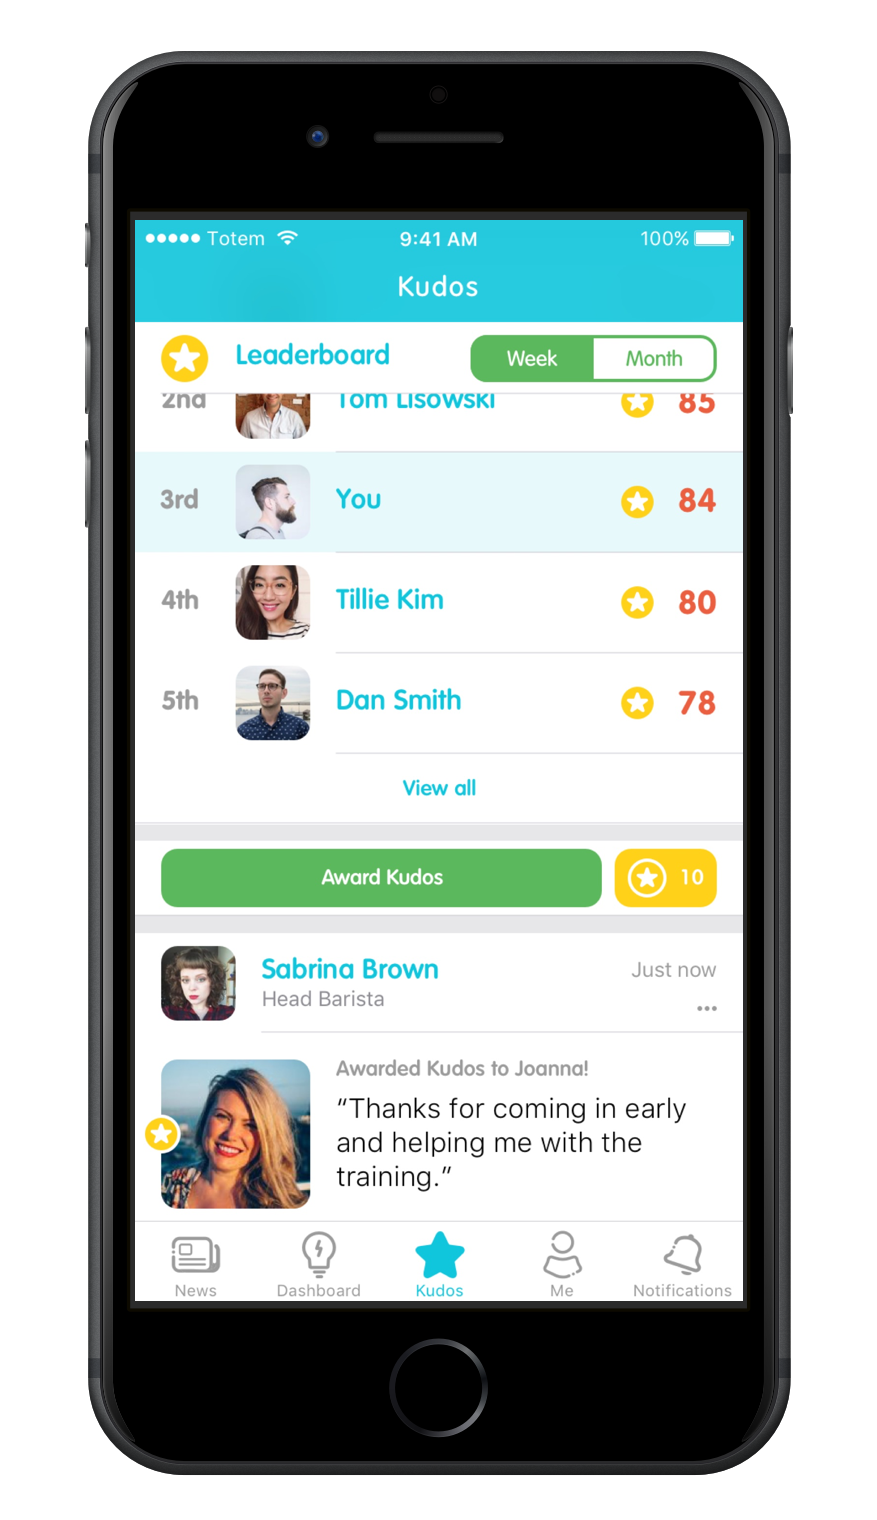 Totem 9:41 AM 100%
Kudos
Leaderboard Week Month
2nd Tom Lisowski 85
3rd You 84
4th Tillie Kim 80
5th Dan Smith 78
View all
Award Kudos 10
Sabrina Brown Just now
Head Barista
Awarded Kudos to Joanna!
“Thanks for coming in early
and helping me with the
training.”
News Dashboard Kudos Me Notifications